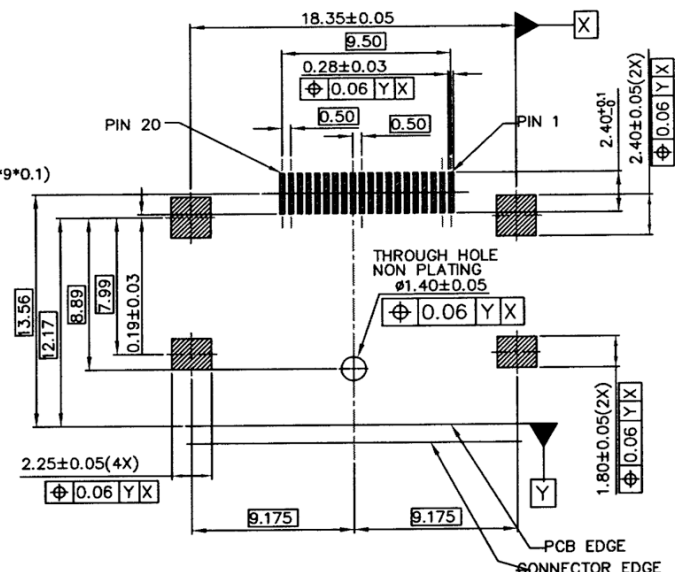 18.35±0.05
X
9.50
0.28±0.03
⌖ 0.06 Y X
0.50
0.50
PIN 20
PIN 1
2.40+0.1 -0
2.40±0.05(2X)
⌖ 0.06 Y X
*9*0.1)
THROUGH HOLE
NON PLATING
ø1.40±0.05
⌖ 0.06 Y X
13.56
12.17
8.89
7.99
0.19±0.03
1.80±0.05(2X)
⌖ 0.06 Y X
2.25±0.05(4X)
⌖ 0.06 Y X
Y
9.175
9.175
PCB EDGE
CONNECTOR EDGE